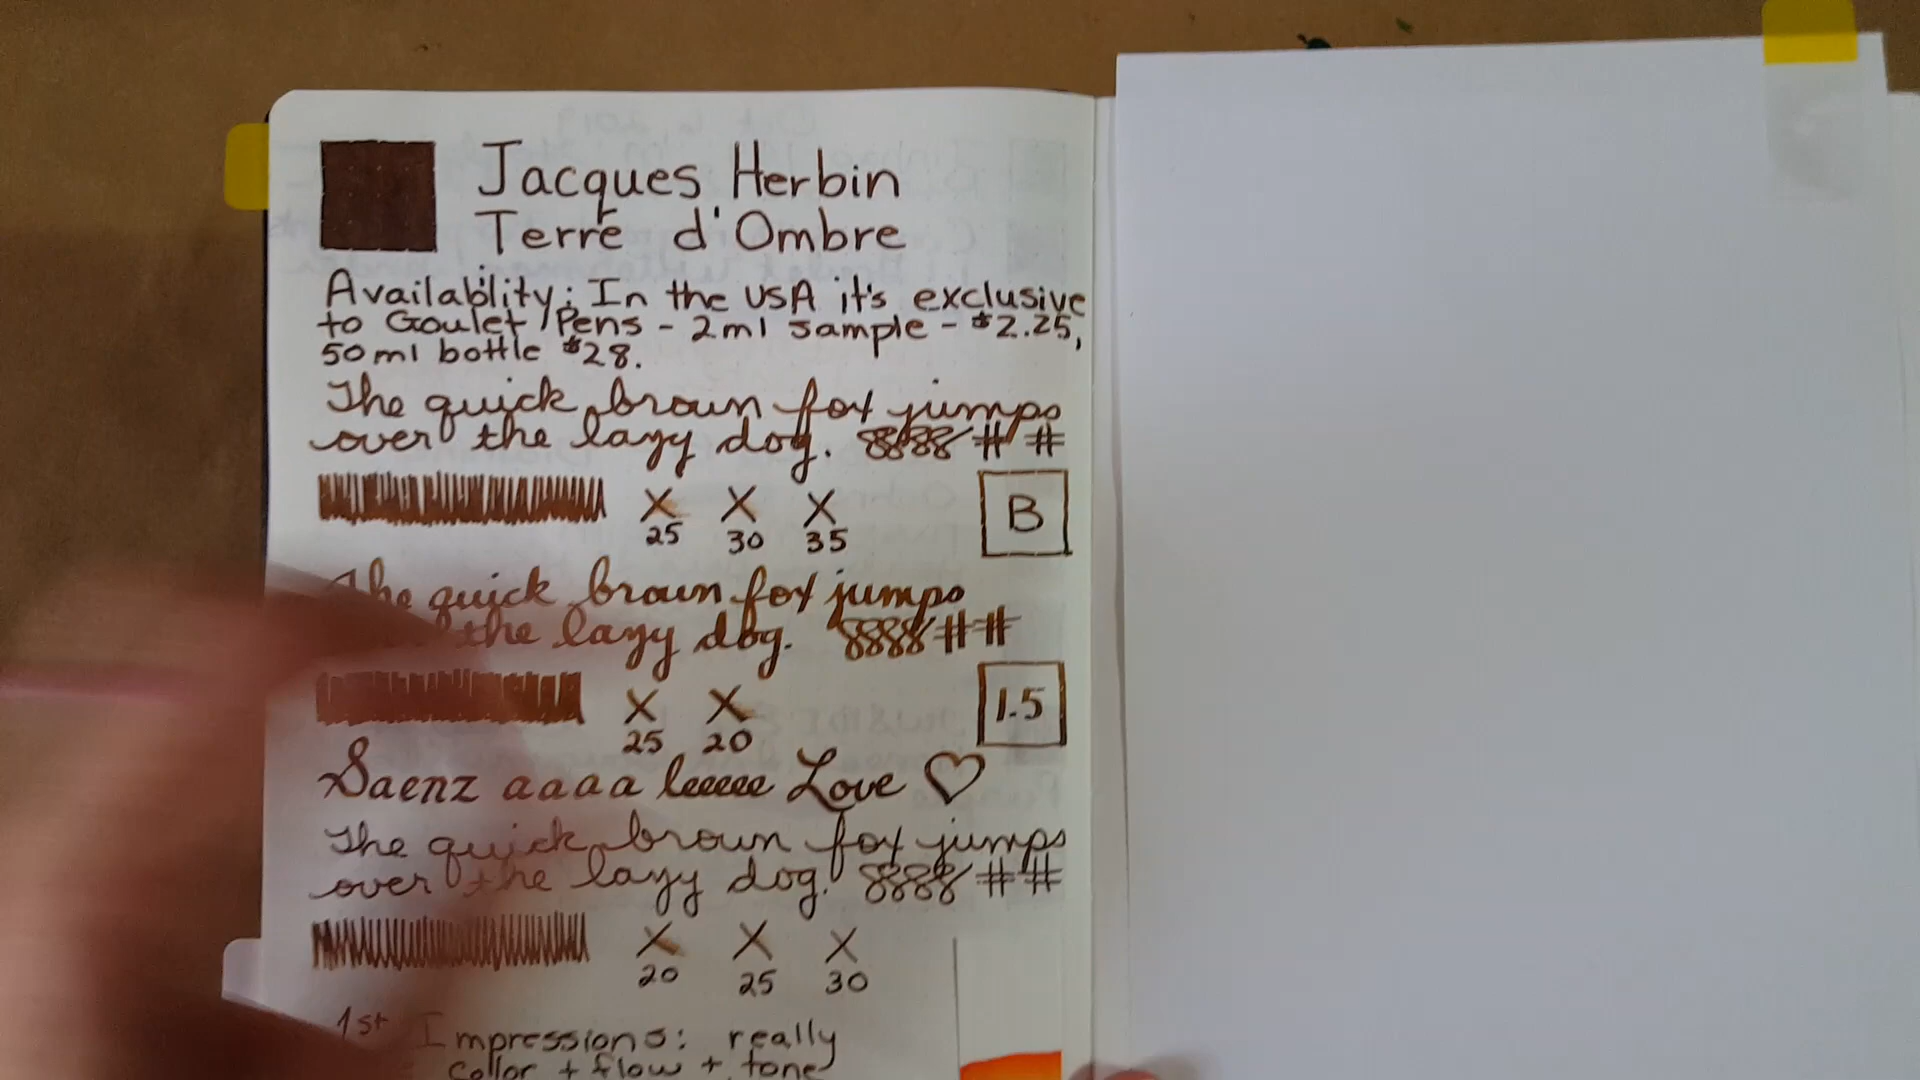 Jacques Herbin
Terre d'Ombre
Availability: In the USA it's exclusive
to Goulet Pens - 2ml sample - $2.25,
50ml bottle $28.
The quick brown fox jumps
over the lazy dog. 8888 # #
X X X
25 30 35
B
The quick brown fox jumps
the lazy dog. 8888 # #
X X
25 20
1.5
Saenz aaaa leeeee Love ♡
The quick brown fox jumps
over the lazy dog. 8888 # #
X X X
20 25 30
1st Impressions: really
color + flow + tone